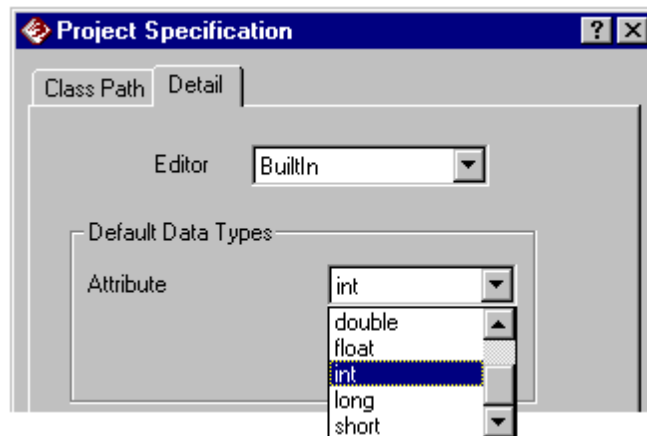 Project Specification
Class Path Detail
Editor BuiltIn
Default Data Types
Attribute int
double
float
int
long
short